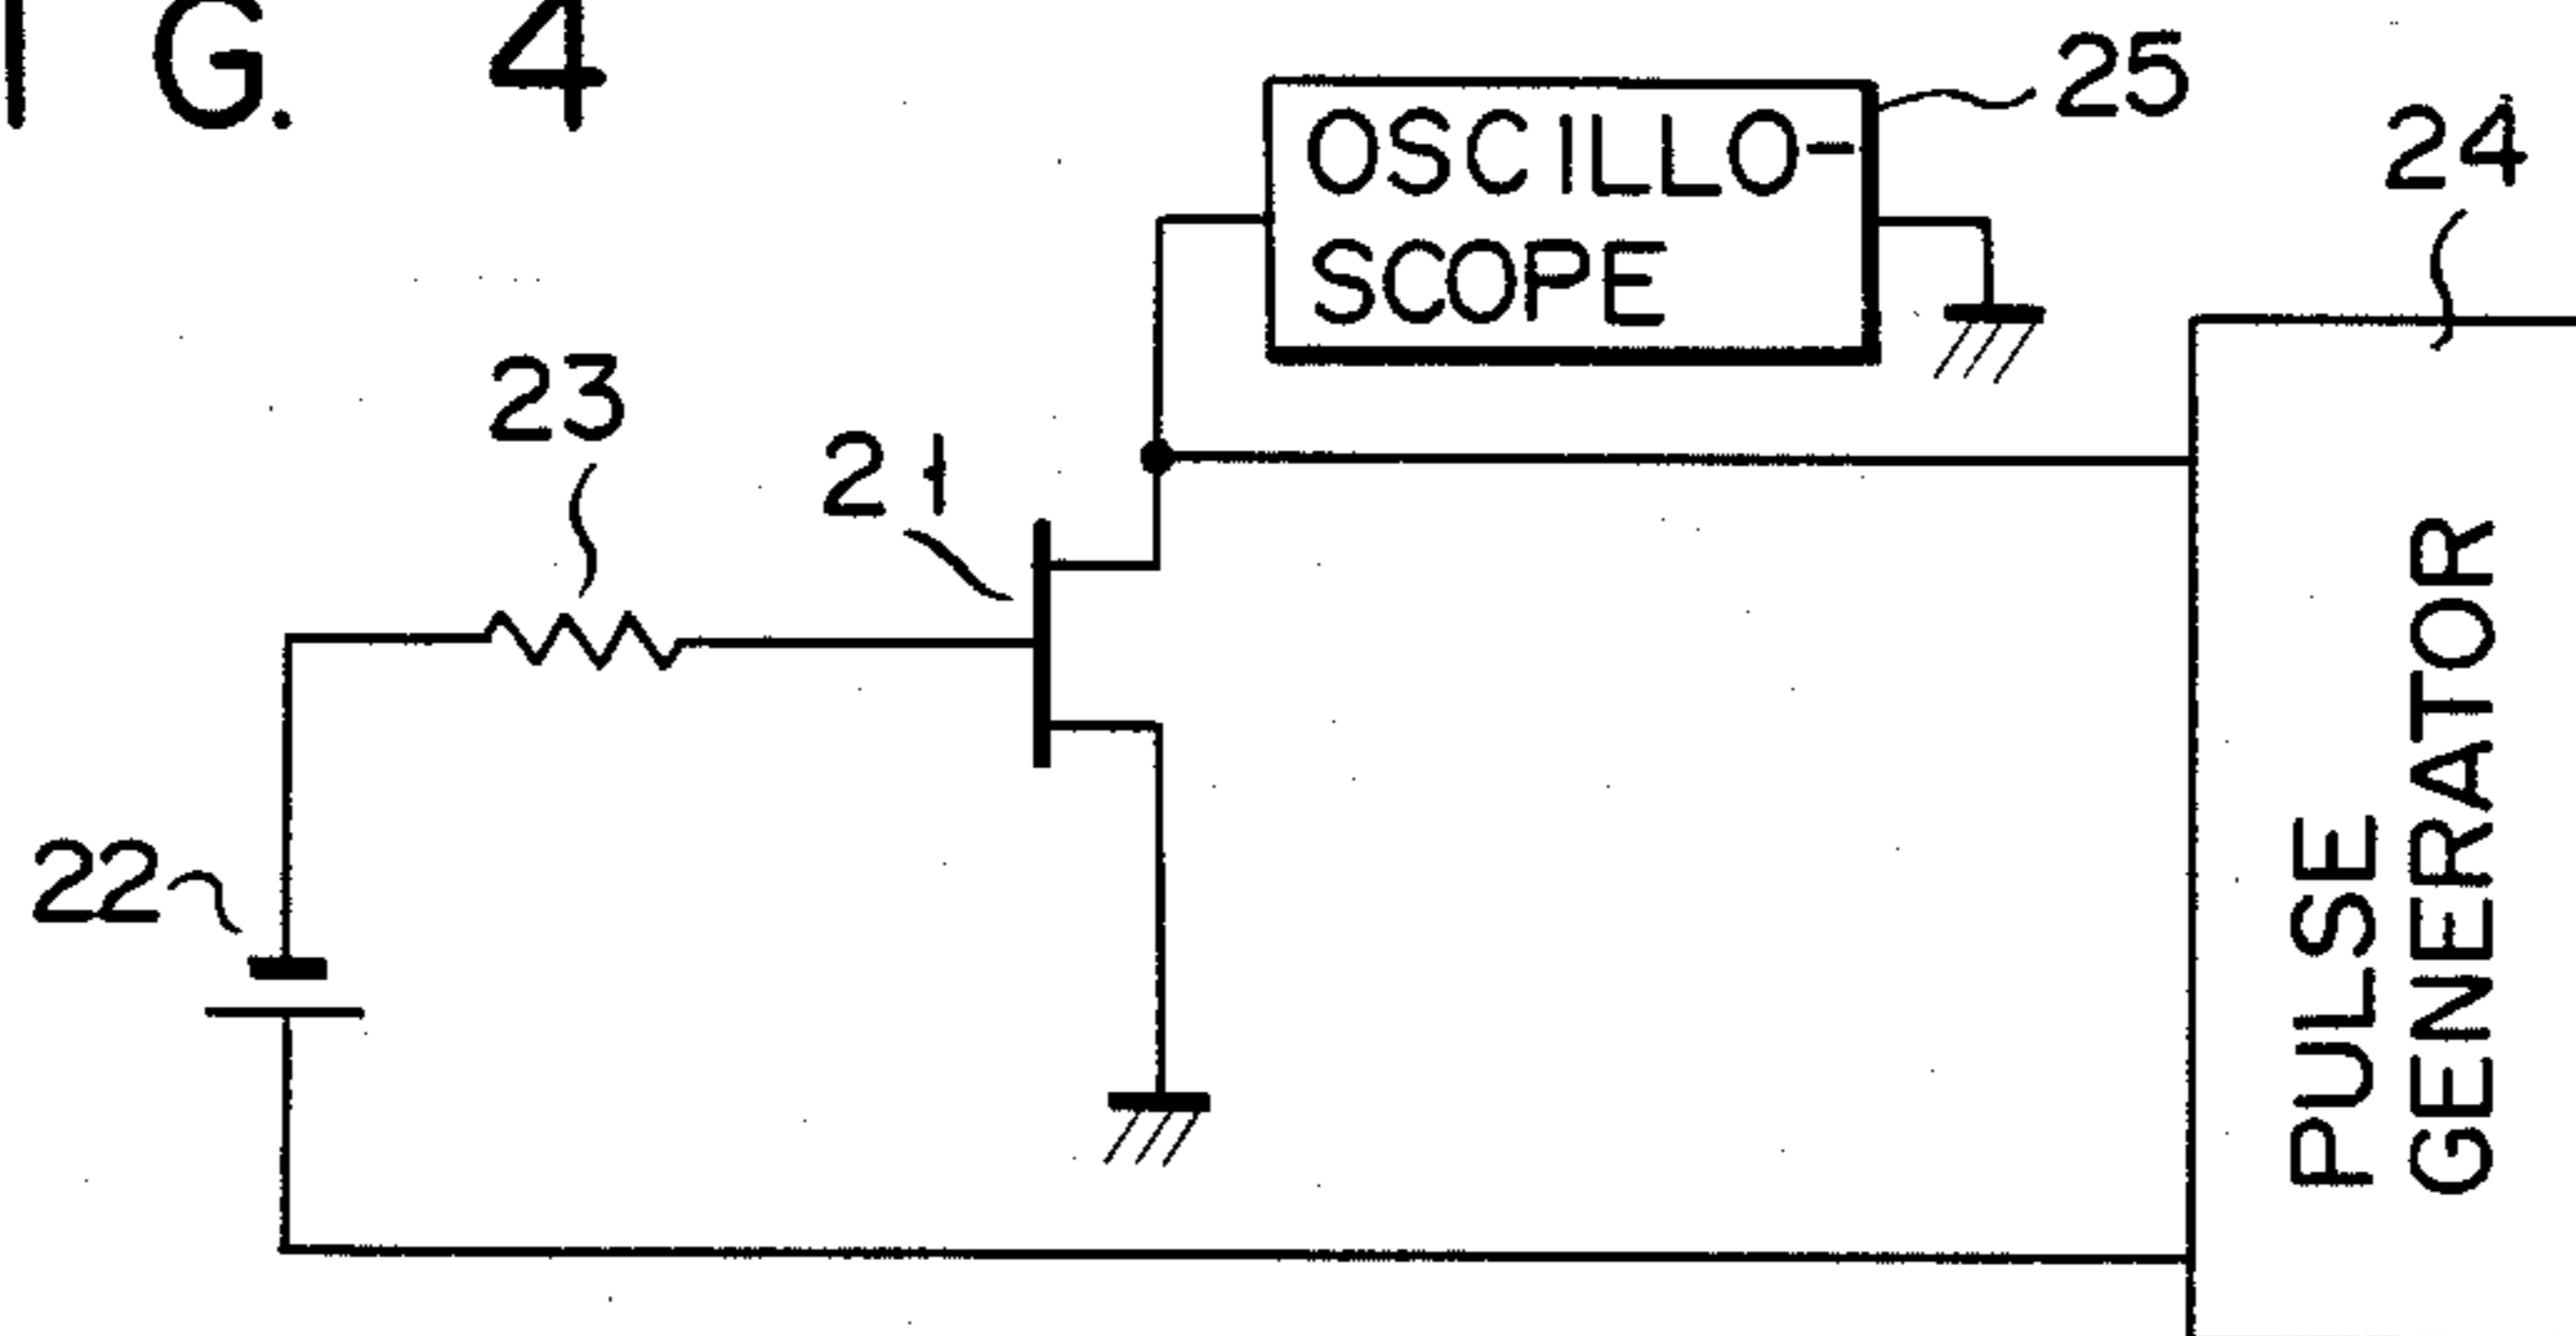 I G. 4
OSCILLO-
SCOPE
25
24
23
21
22
PULSE
GENERATOR